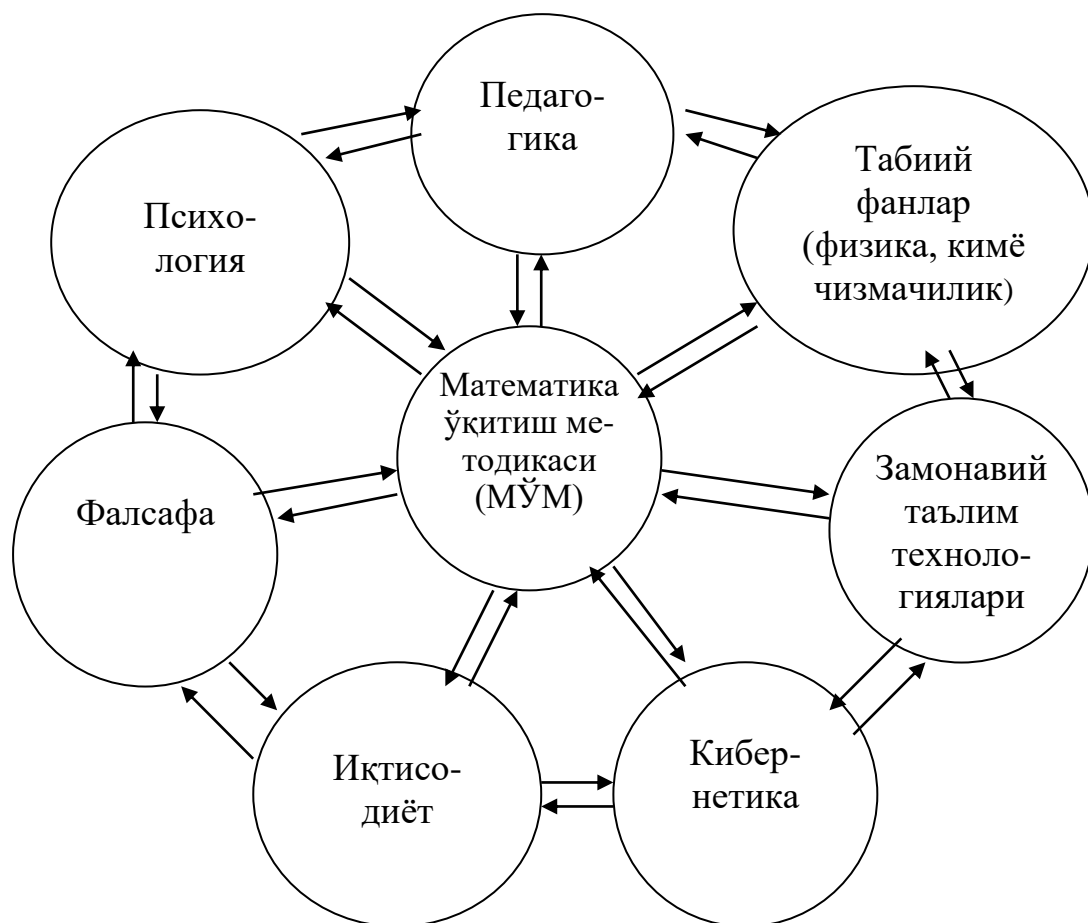 Педаго-
гика
Табиий
фанлар
(физика, кимё
чизмачилик)
Психо-
логия
Математика
ўқитиш ме-
тодикаси
(МЎМ)
Фалсафа
Замонавий
таълим
техноло-
гиялари
Иқтисо-
диёт
Кибер-
нетика